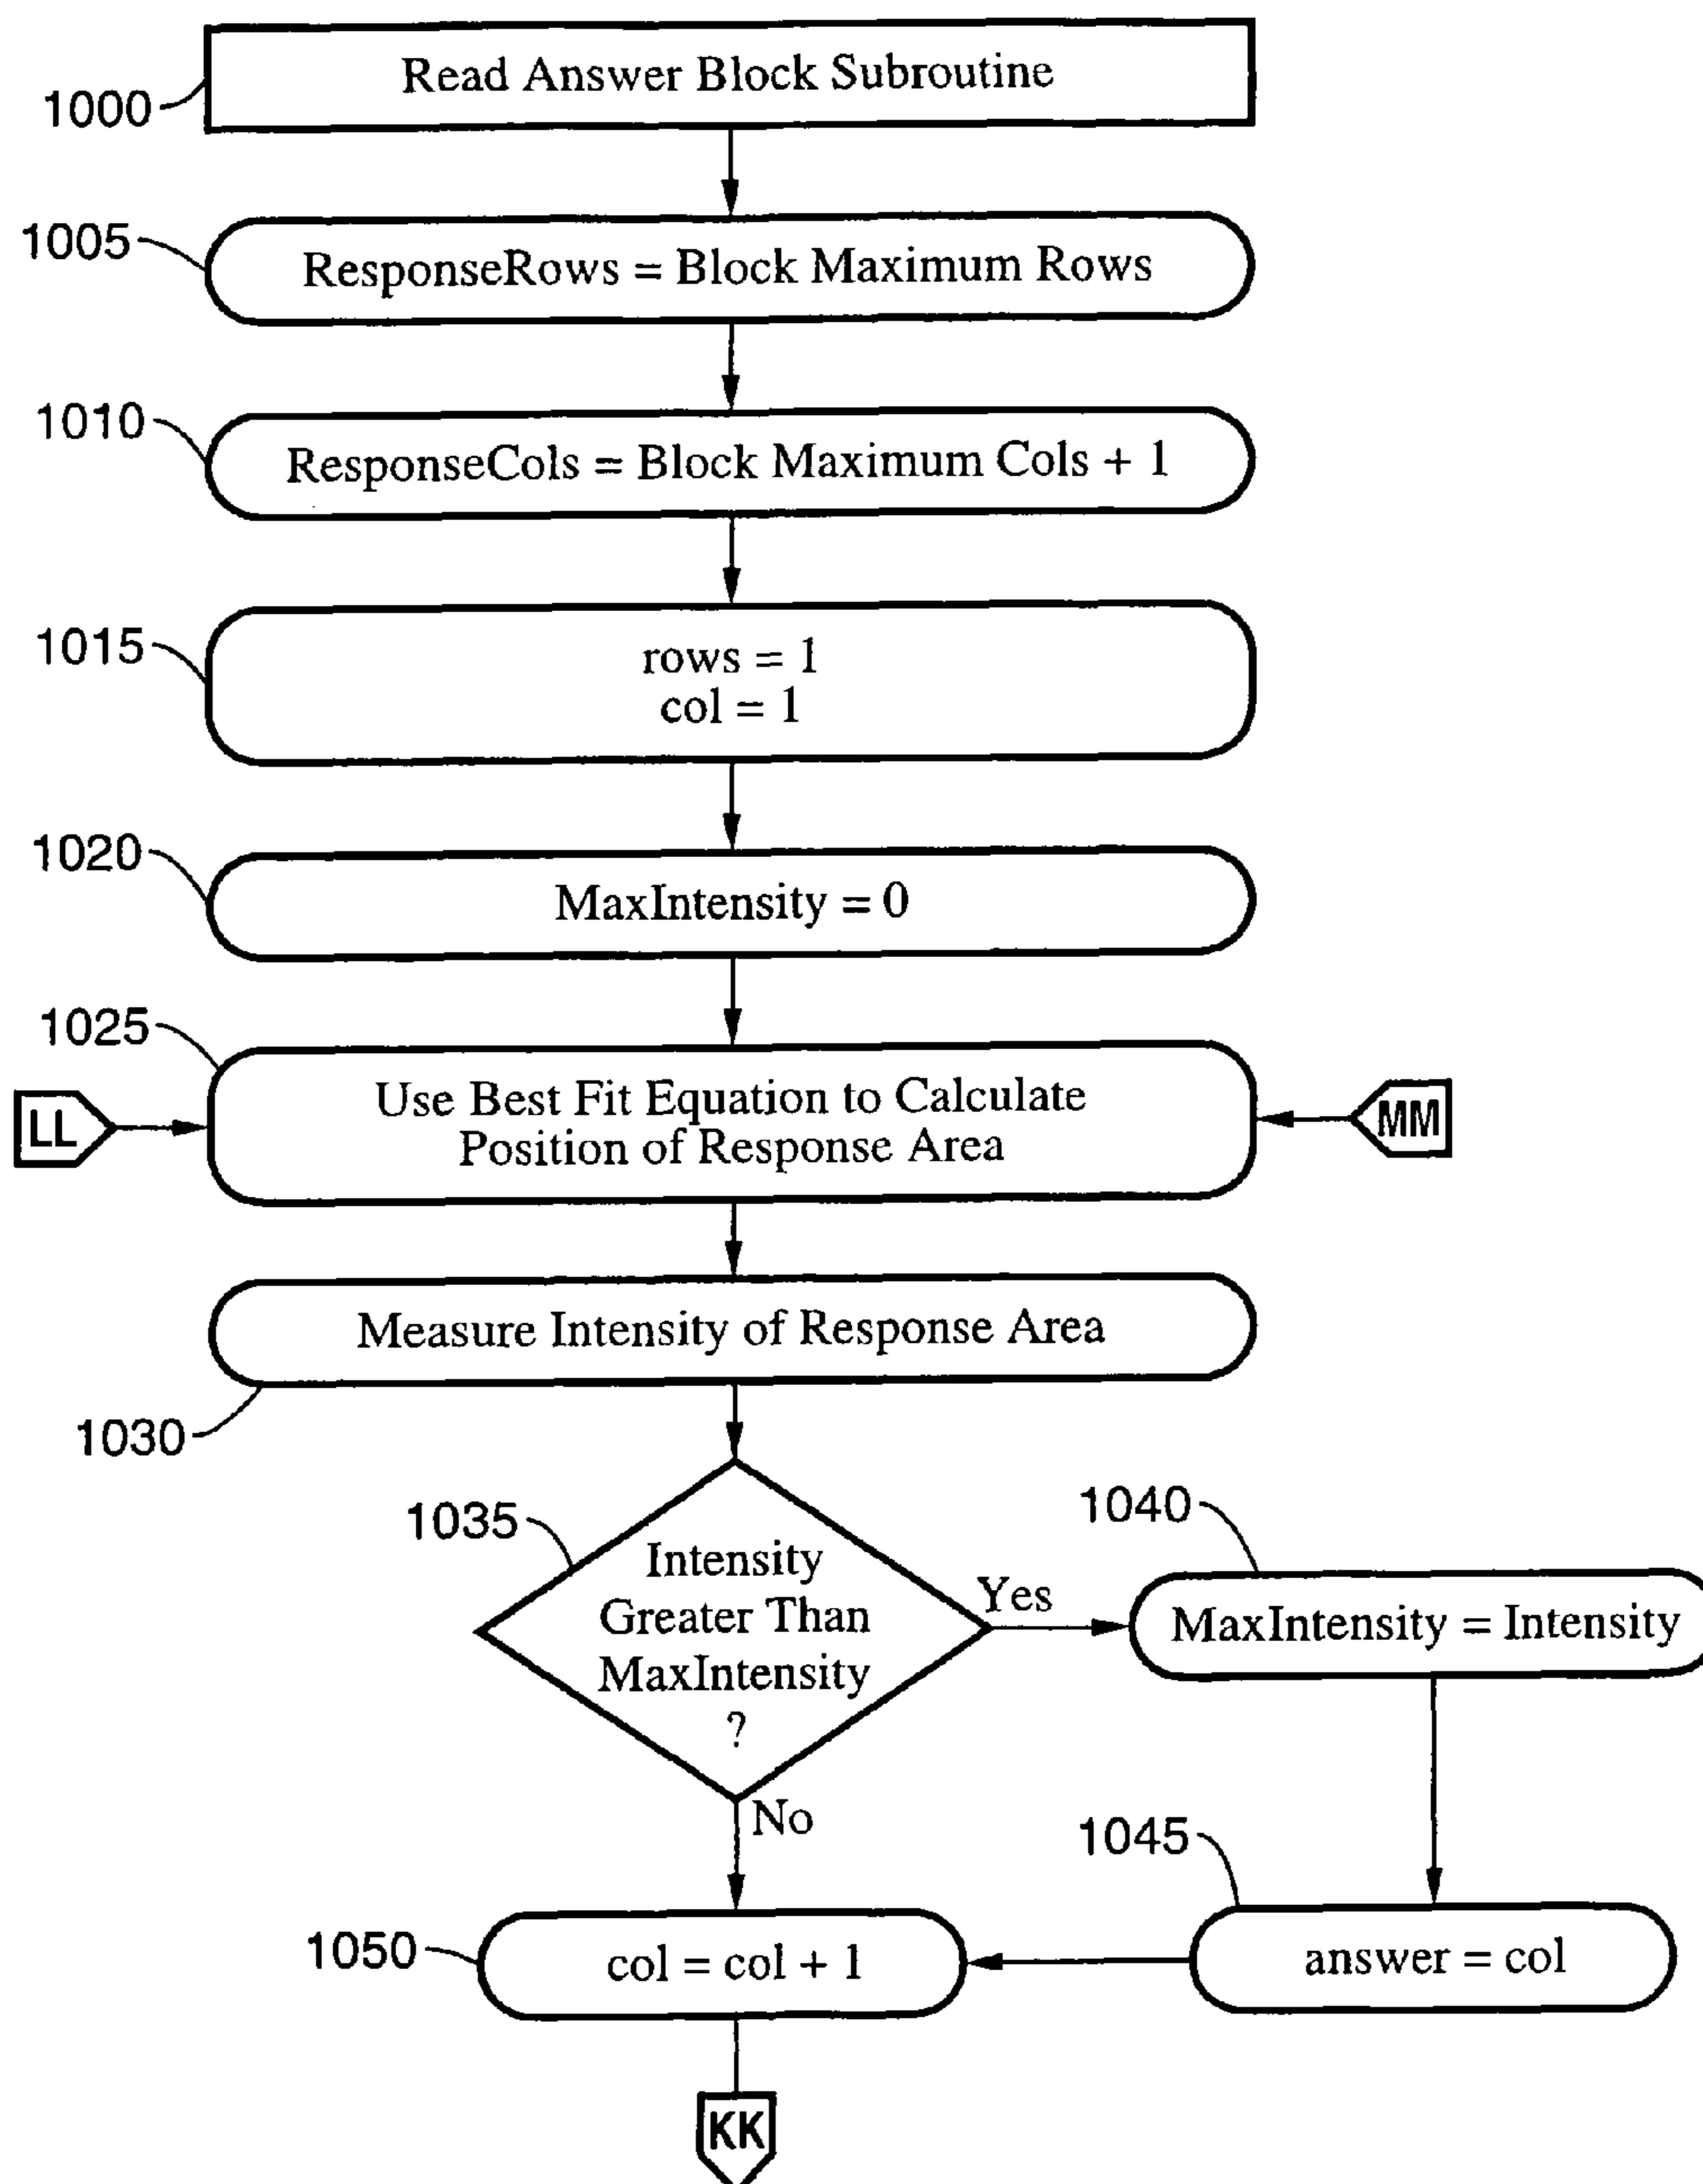 Read Answer Block Subroutine
1000
1005
ResponseRows = Block Maximum Rows
1010
ResponseCols = Block Maximum Cols + 1
1015
rows = 1
col = 1
1020
MaxIntensity = 0
1025
LL
Use Best Fit Equation to Calculate
Position of Response Area
MM
Measure Intensity of Response Area
1030
1035
Intensity
Greater Than
MaxIntensity
?
Yes
1040
MaxIntensity = Intensity
No
1045
1050
col = col + 1
answer = col
KK